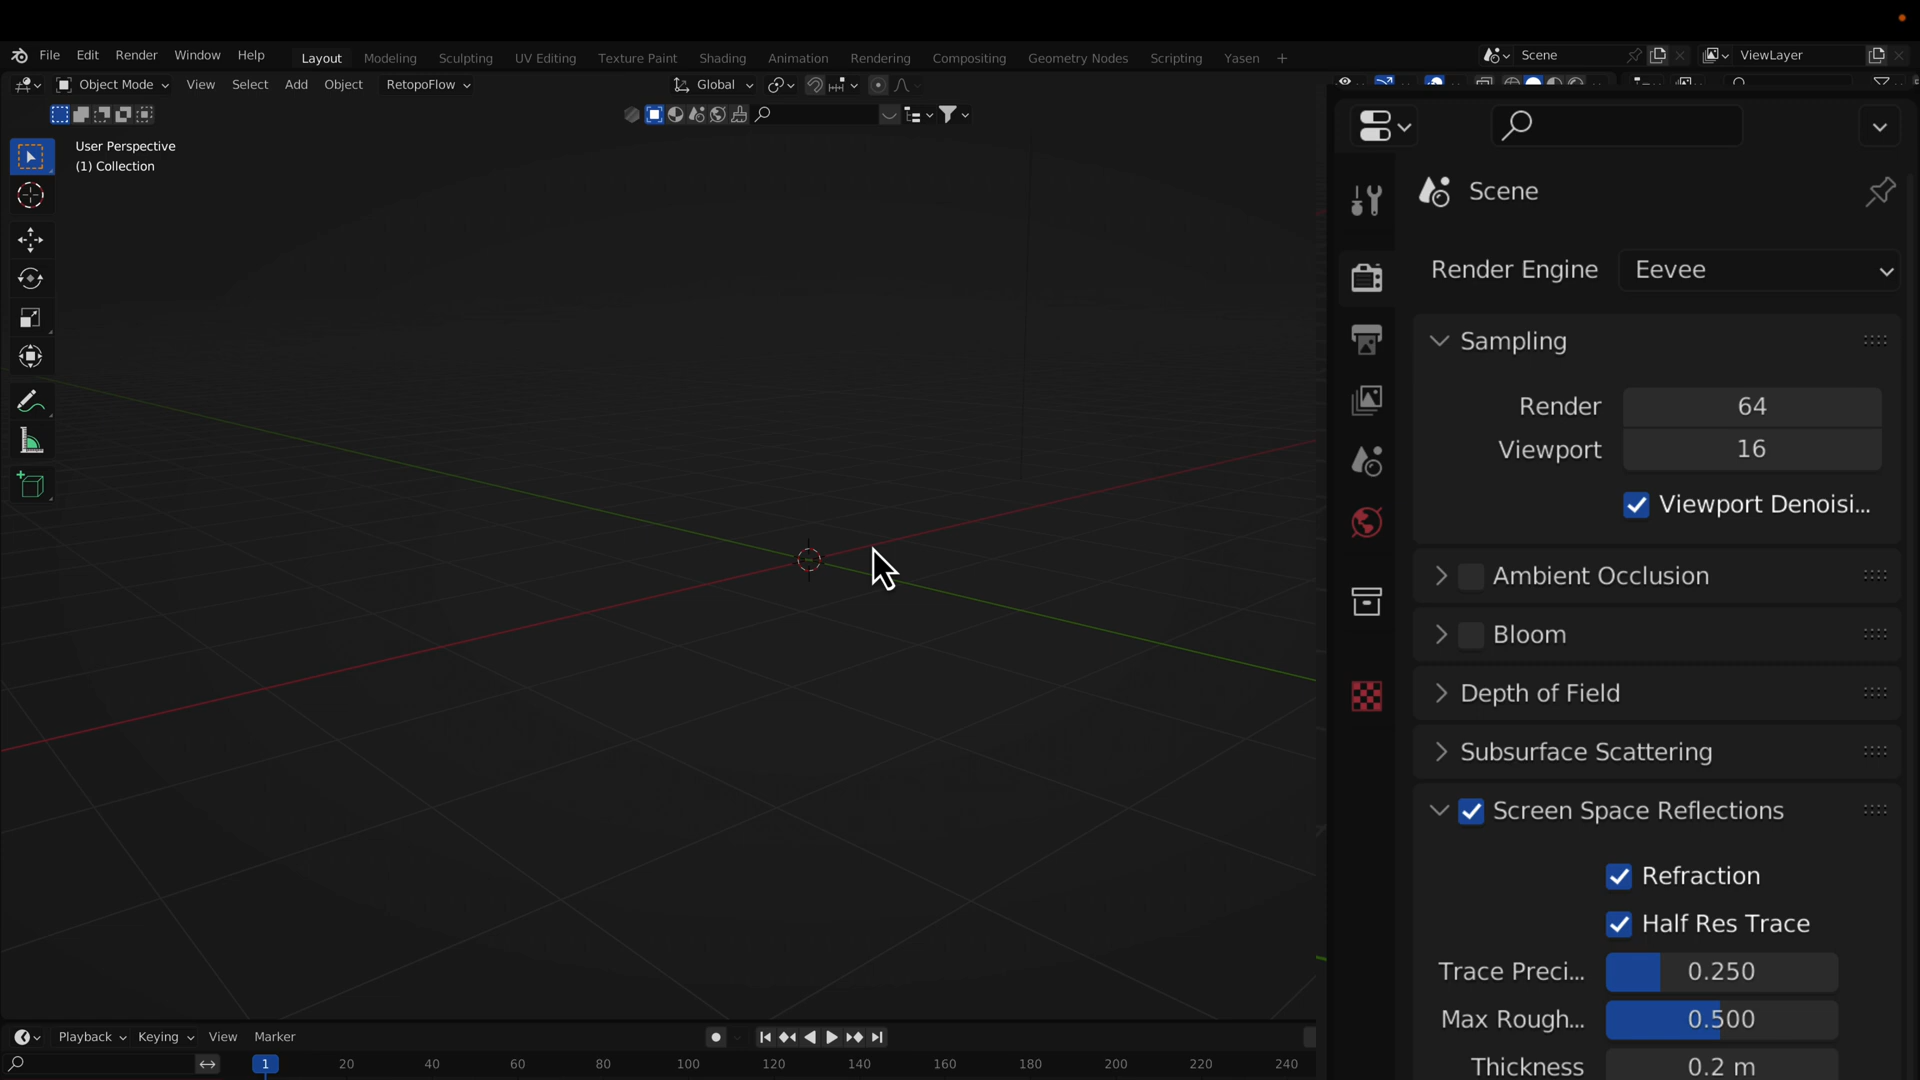 File Edit Render Window Help Layout Modeling Sculpting UV Editing Texture Paint Shading Animation Rendering Compositing Geometry Nodes Scripting Yasen + Scene ViewLayer
Object Mode View Select Add Object RetopoFlow Global
User Perspective
(1) Collection
Scene
Render Engine Eevee
Sampling
Render 64
Viewport 16
Viewport Denoisi...
Ambient Occlusion
Bloom
Depth of Field
Subsurface Scattering
Screen Space Reflections
Refraction
Half Res Trace
Trace Preci... 0.250
Max Rough... 0.500
Thickness 0.2 m
Playback Keying View Marker
1 20 40 60 80 100 120 140 160 180 200 220 240